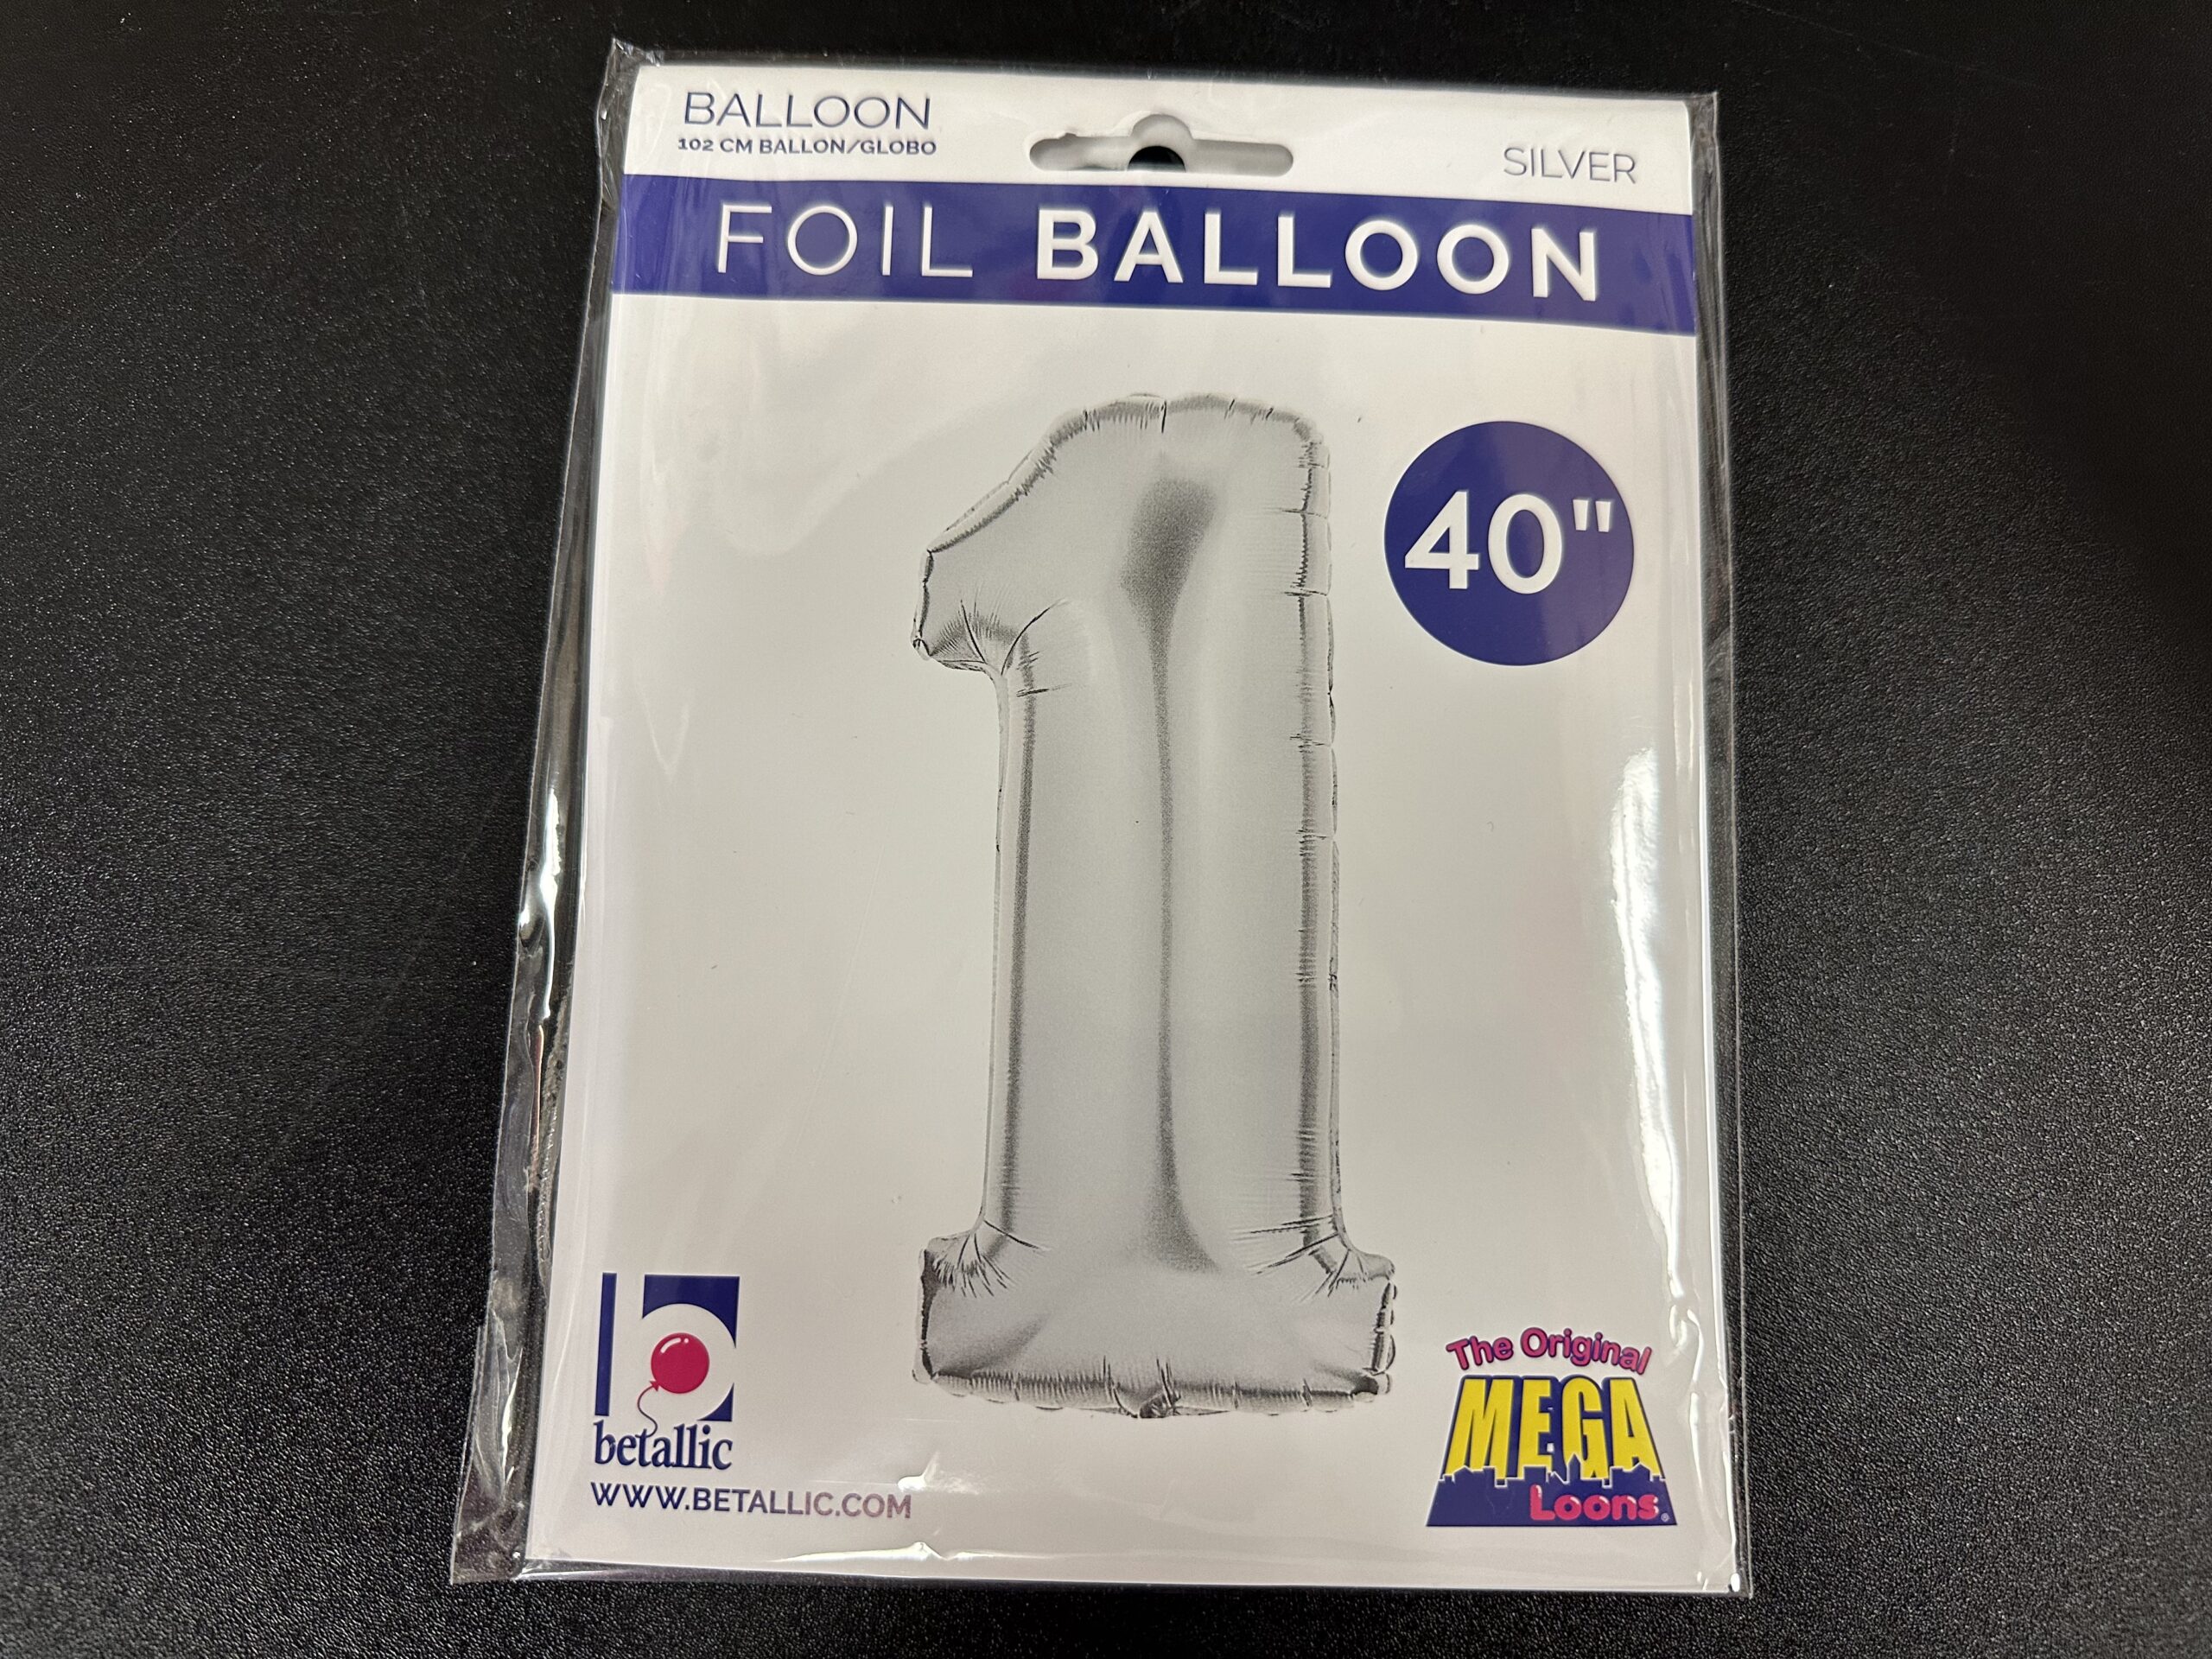 BALLOON
102 CM BALLON/GLOBO
SILVER
FOIL BALLOON
40"
betallic
WWW.BETALLIC.COM
The Original
MEGA
Loons®